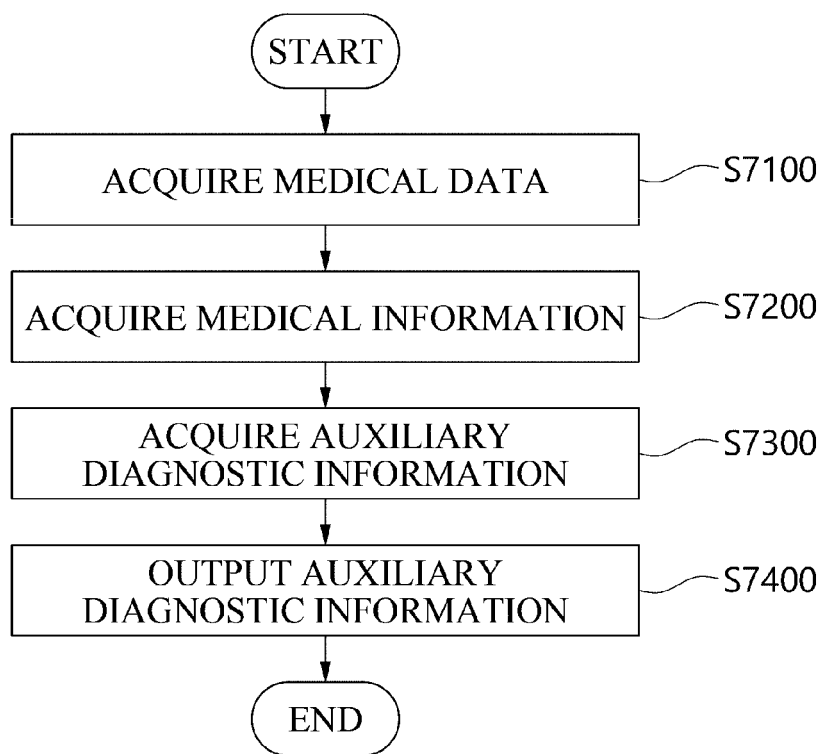 START
ACQUIRE MEDICAL DATA
S7100
ACQUIRE MEDICAL INFORMATION
S7200
ACQUIRE AUXILIARY
DIAGNOSTIC INFORMATION
S7300
OUTPUT AUXILIARY
DIAGNOSTIC INFORMATION
S7400
END